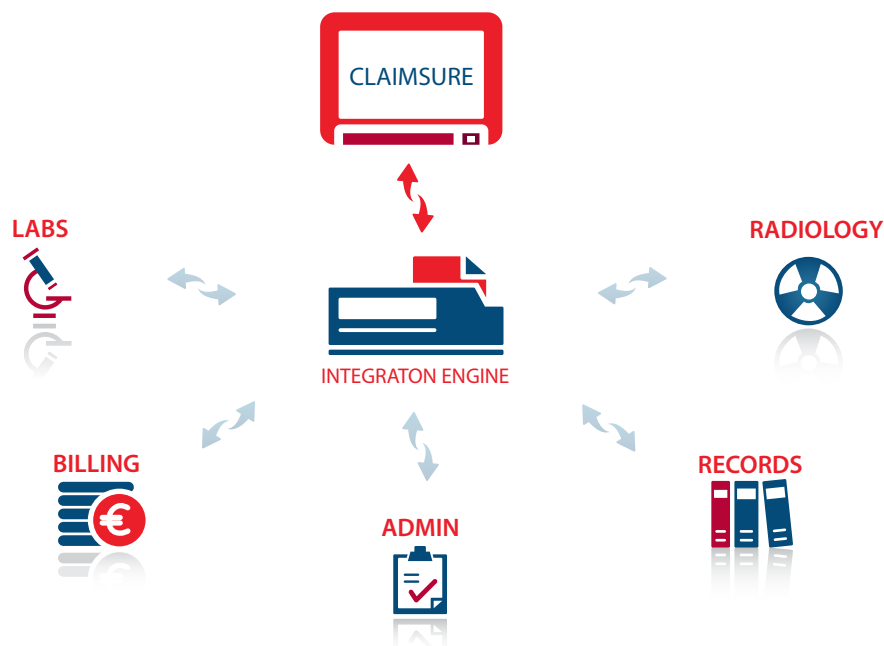 CLAIMSURE
LABS
RADIOLOGY
INTEGRATON ENGINE
BILLING
RECORDS
ADMIN